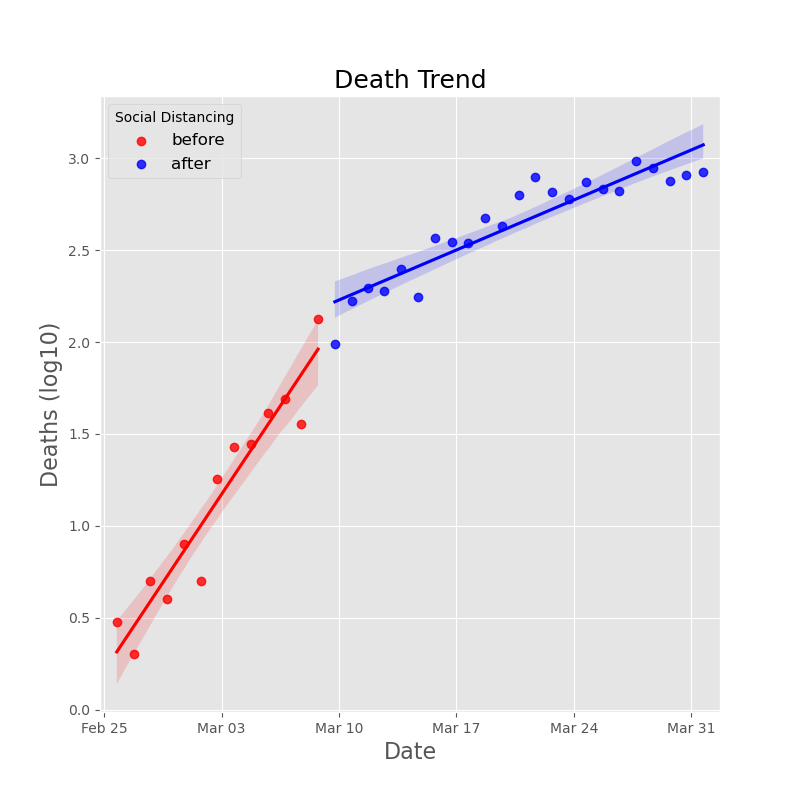 Death Trend
Social Distancing
before
after
3.0
2.5
2.0
1.5
1.0
0.5
0.0
Deaths (log10)
Feb 25 Mar 03 Mar 10 Mar 17 Mar 24 Mar 31
Date